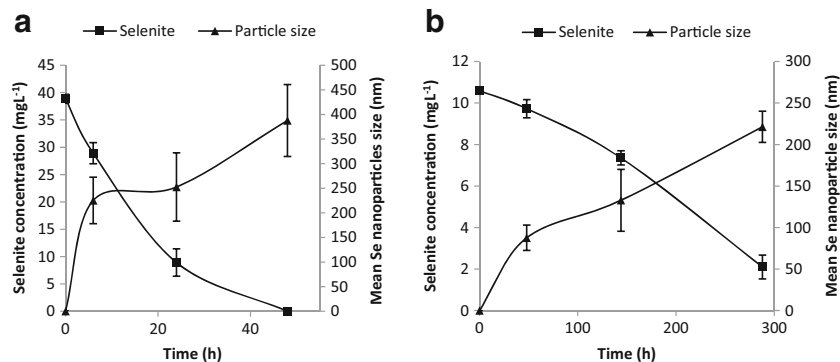 a
Selenite Particle size
45 500
40 450
35 400
30 350
25 300
20 250
15 200
10 150
5 100
0 50
0
0 20 40
Time (h)
Selenite concentration (mgL-1)
Mean Se nanoparticles size (nm)
b
Selenite Particle size
12 300
10 250
8 200
6 150
4 100
2 50
0 0
0 100 200 300
Time (h)
Selenite concentration (mgL-1)
Mean Se nanoparticles size (nm)